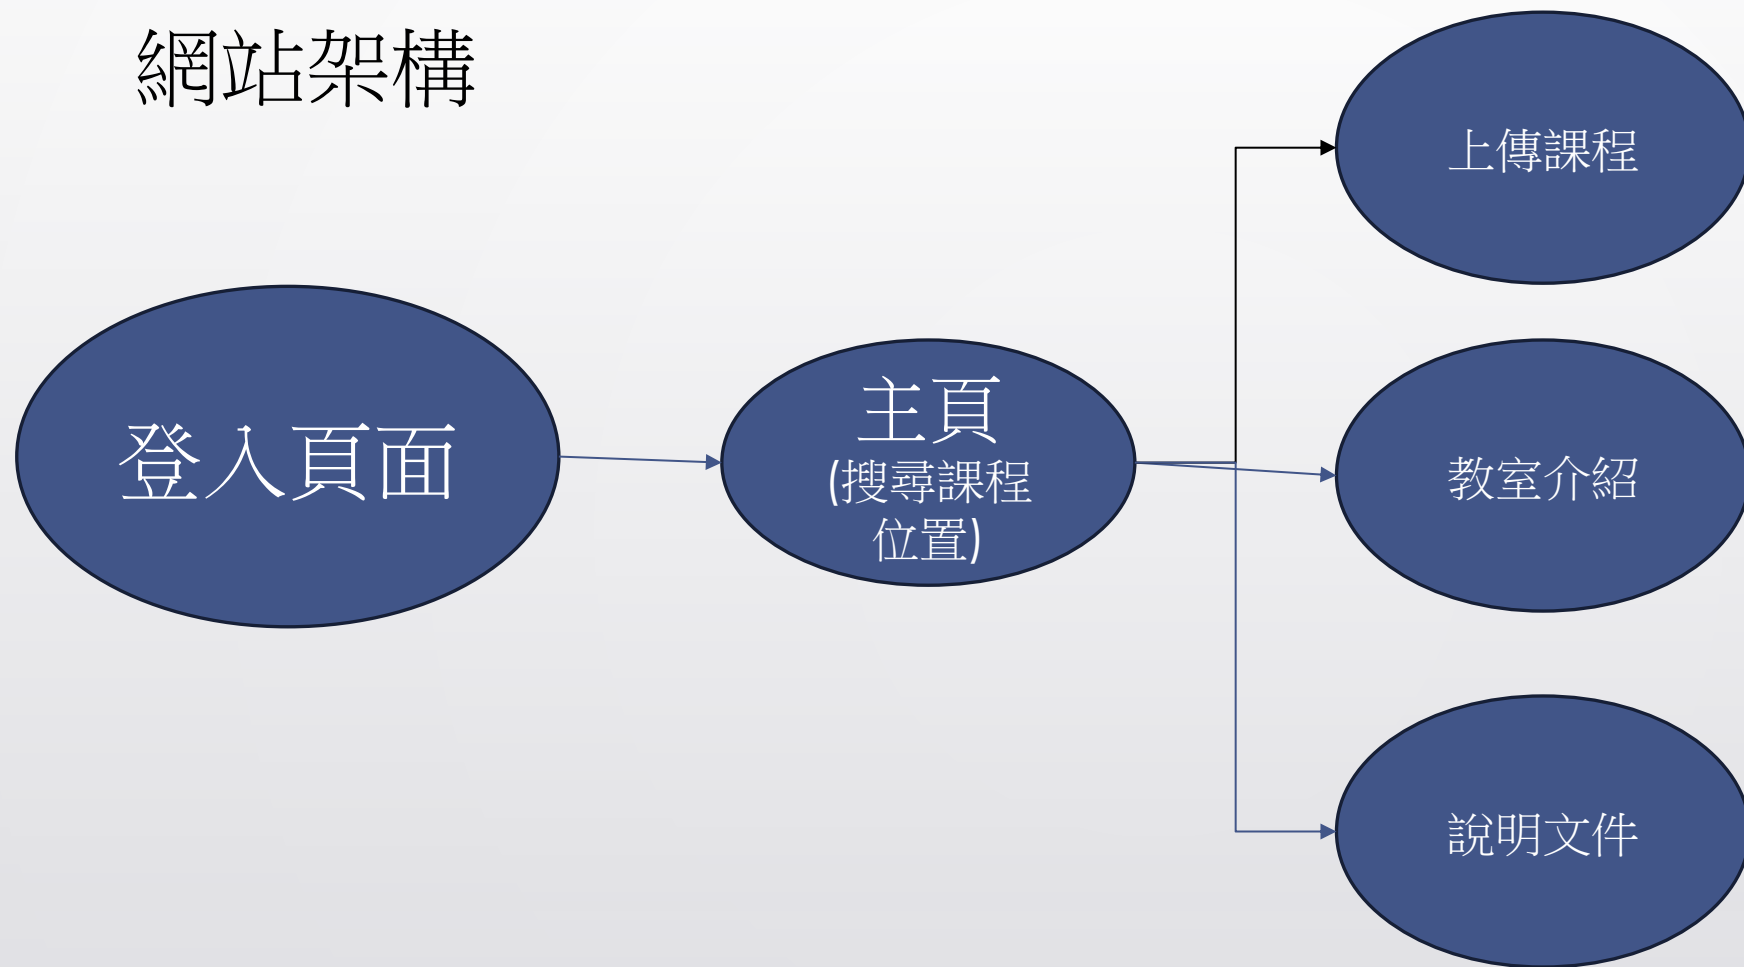 網站架構
登入頁面
主頁
(搜尋課程
位置)
上傳課程
教室介紹
說明文件